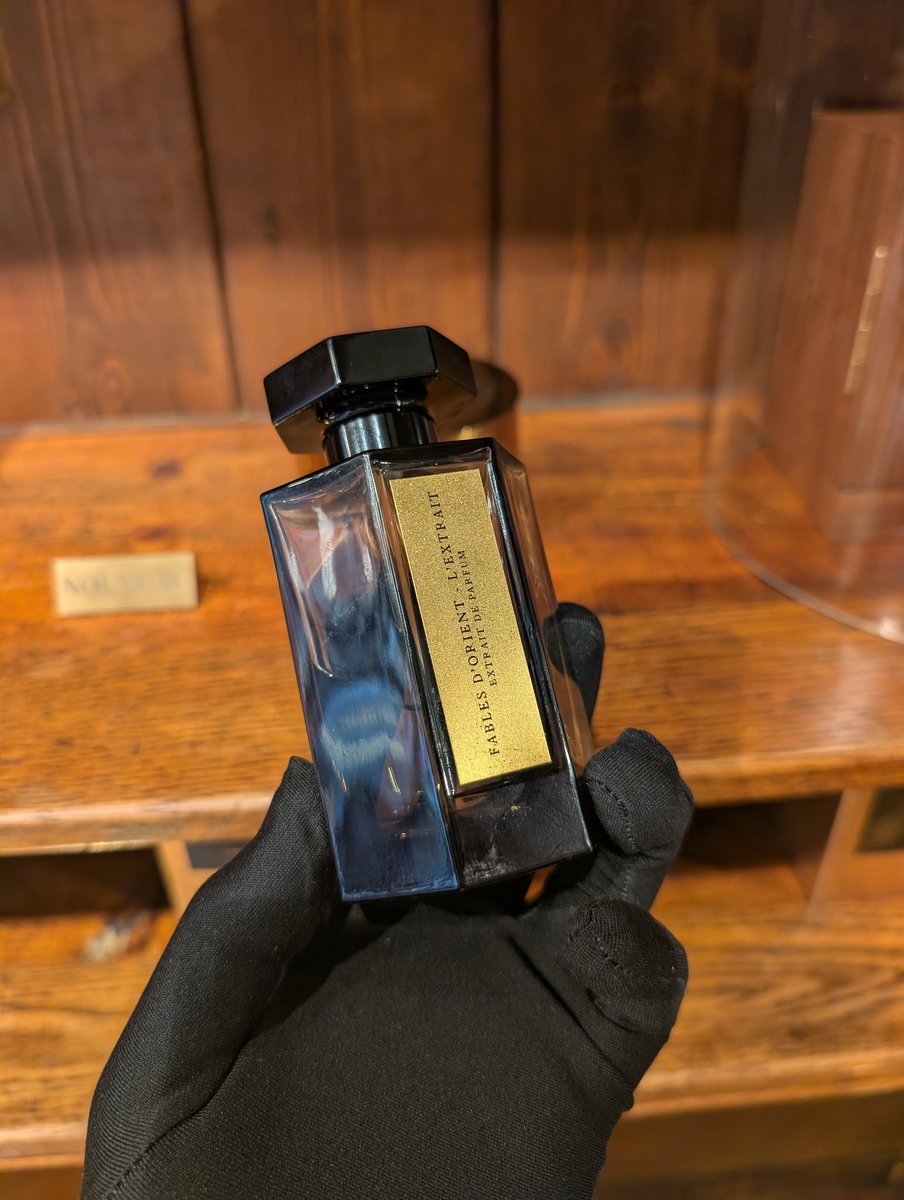 FABLES D'ORIENT - L'EXTRAIT
EXTRAIT DE PARFUM